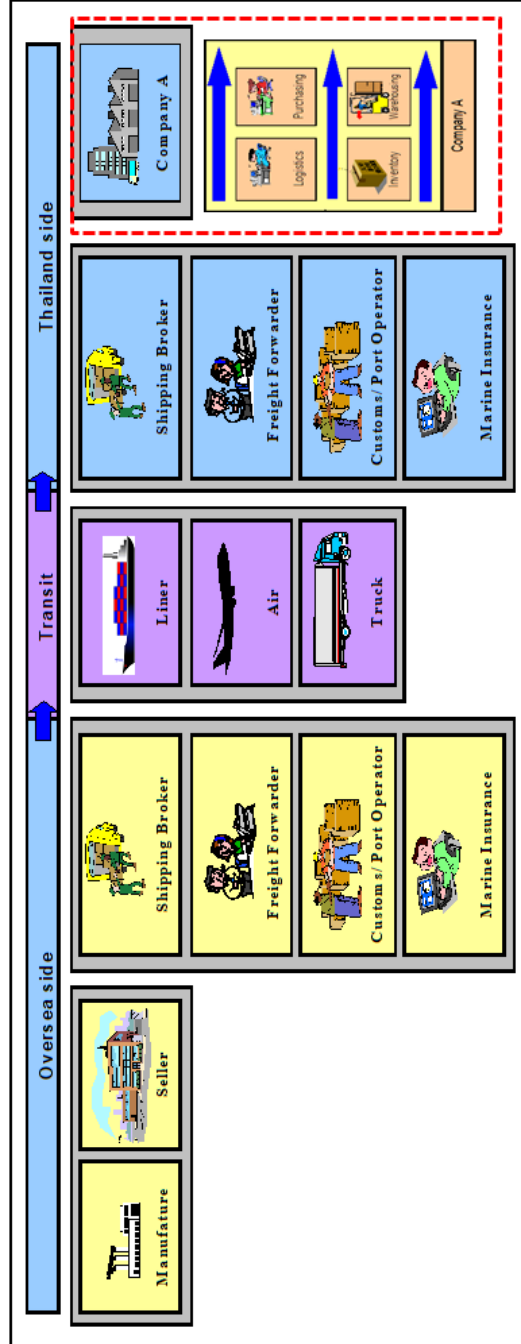 Oversea side
Transit
Thailand side
Manufature
Seller
Shipping Broker
Freight Forwarder
Customs/ Port Operator
Marine Insurance
Liner
Air
Truck
Shipping Broker
Freight Forwarder
Customs/ Port Operator
Marine Insurance
Company A
Logistics
Purchasing
Inventory
Warehousing
Company A